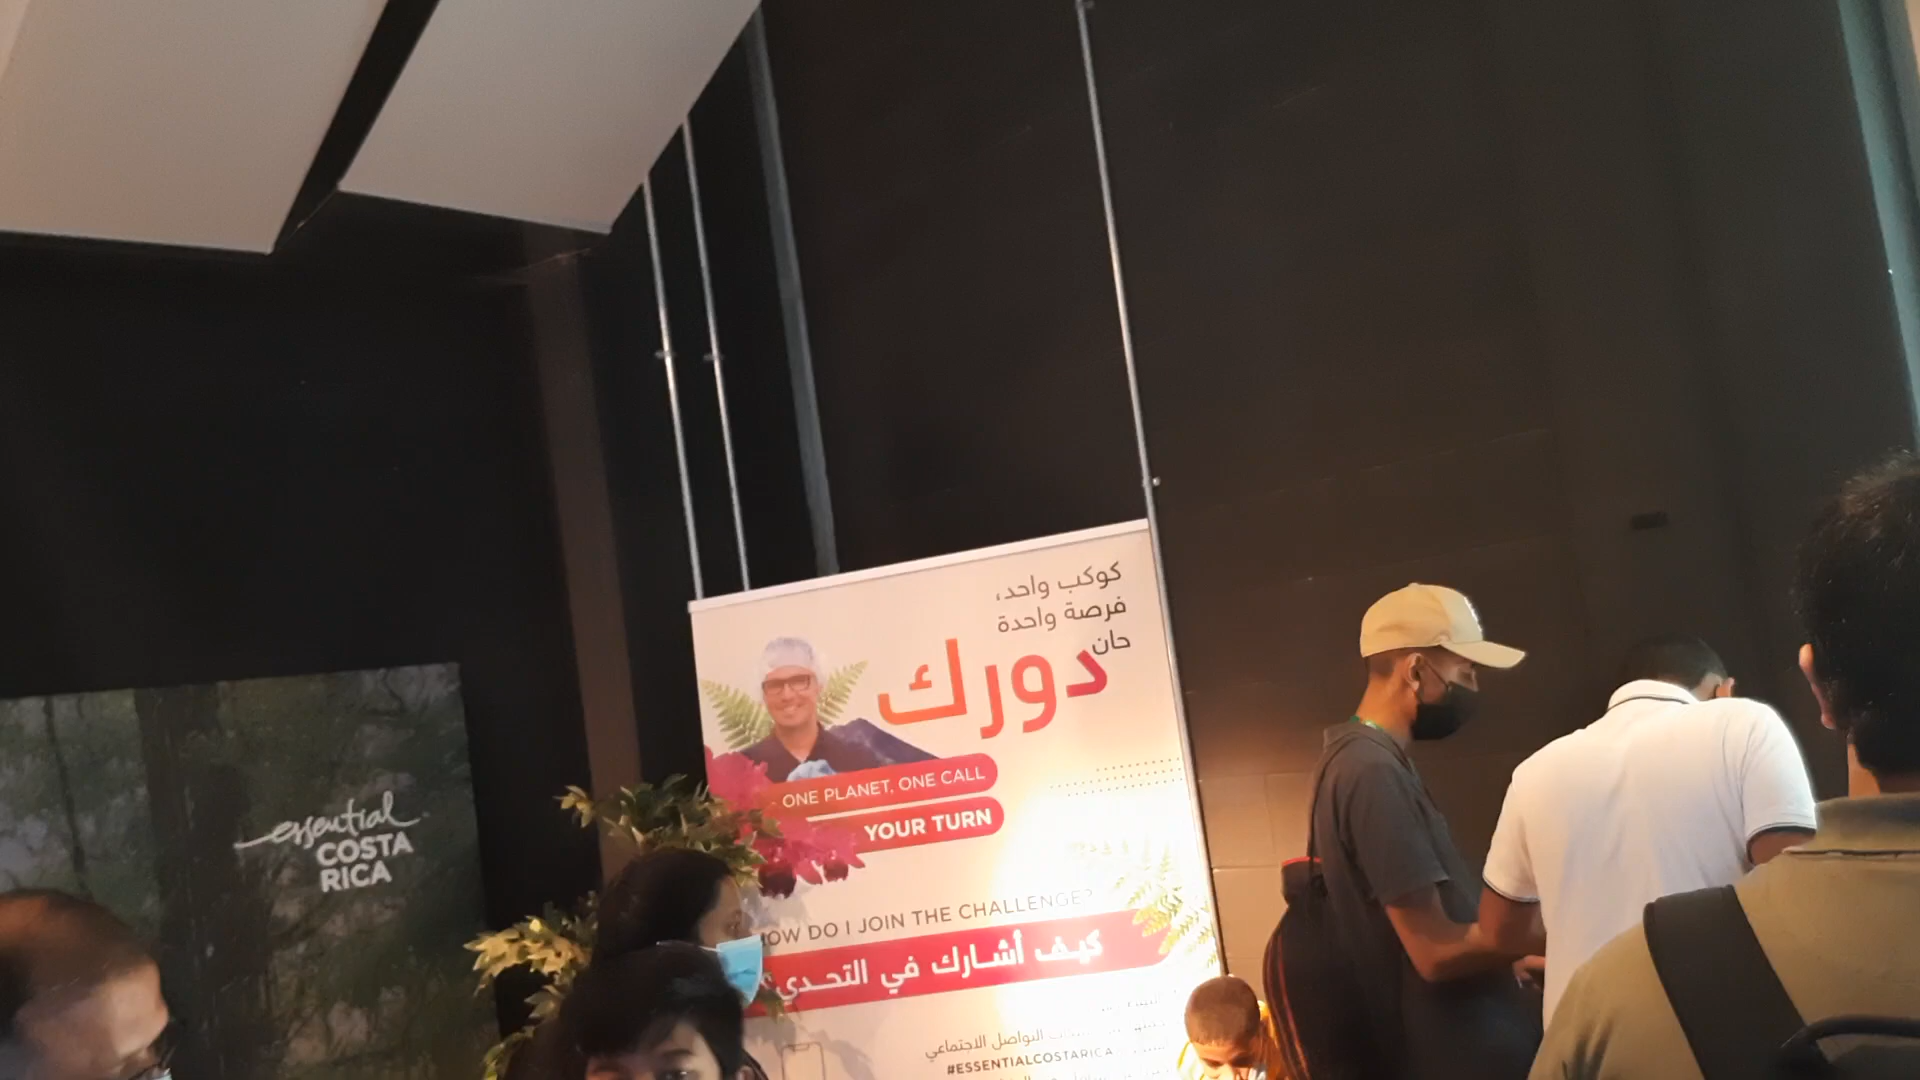 كوكب واحد،
فرصة واحدة
حان
دورك
ONE PLANET, ONE CALL
YOUR TURN
essential
COSTA
RICA
HOW DO I JOIN THE CHALLENGE?
كيف أشارك في التحدي؟
التواصل الاجتماعي
#ESSENTIALCOSTARICA